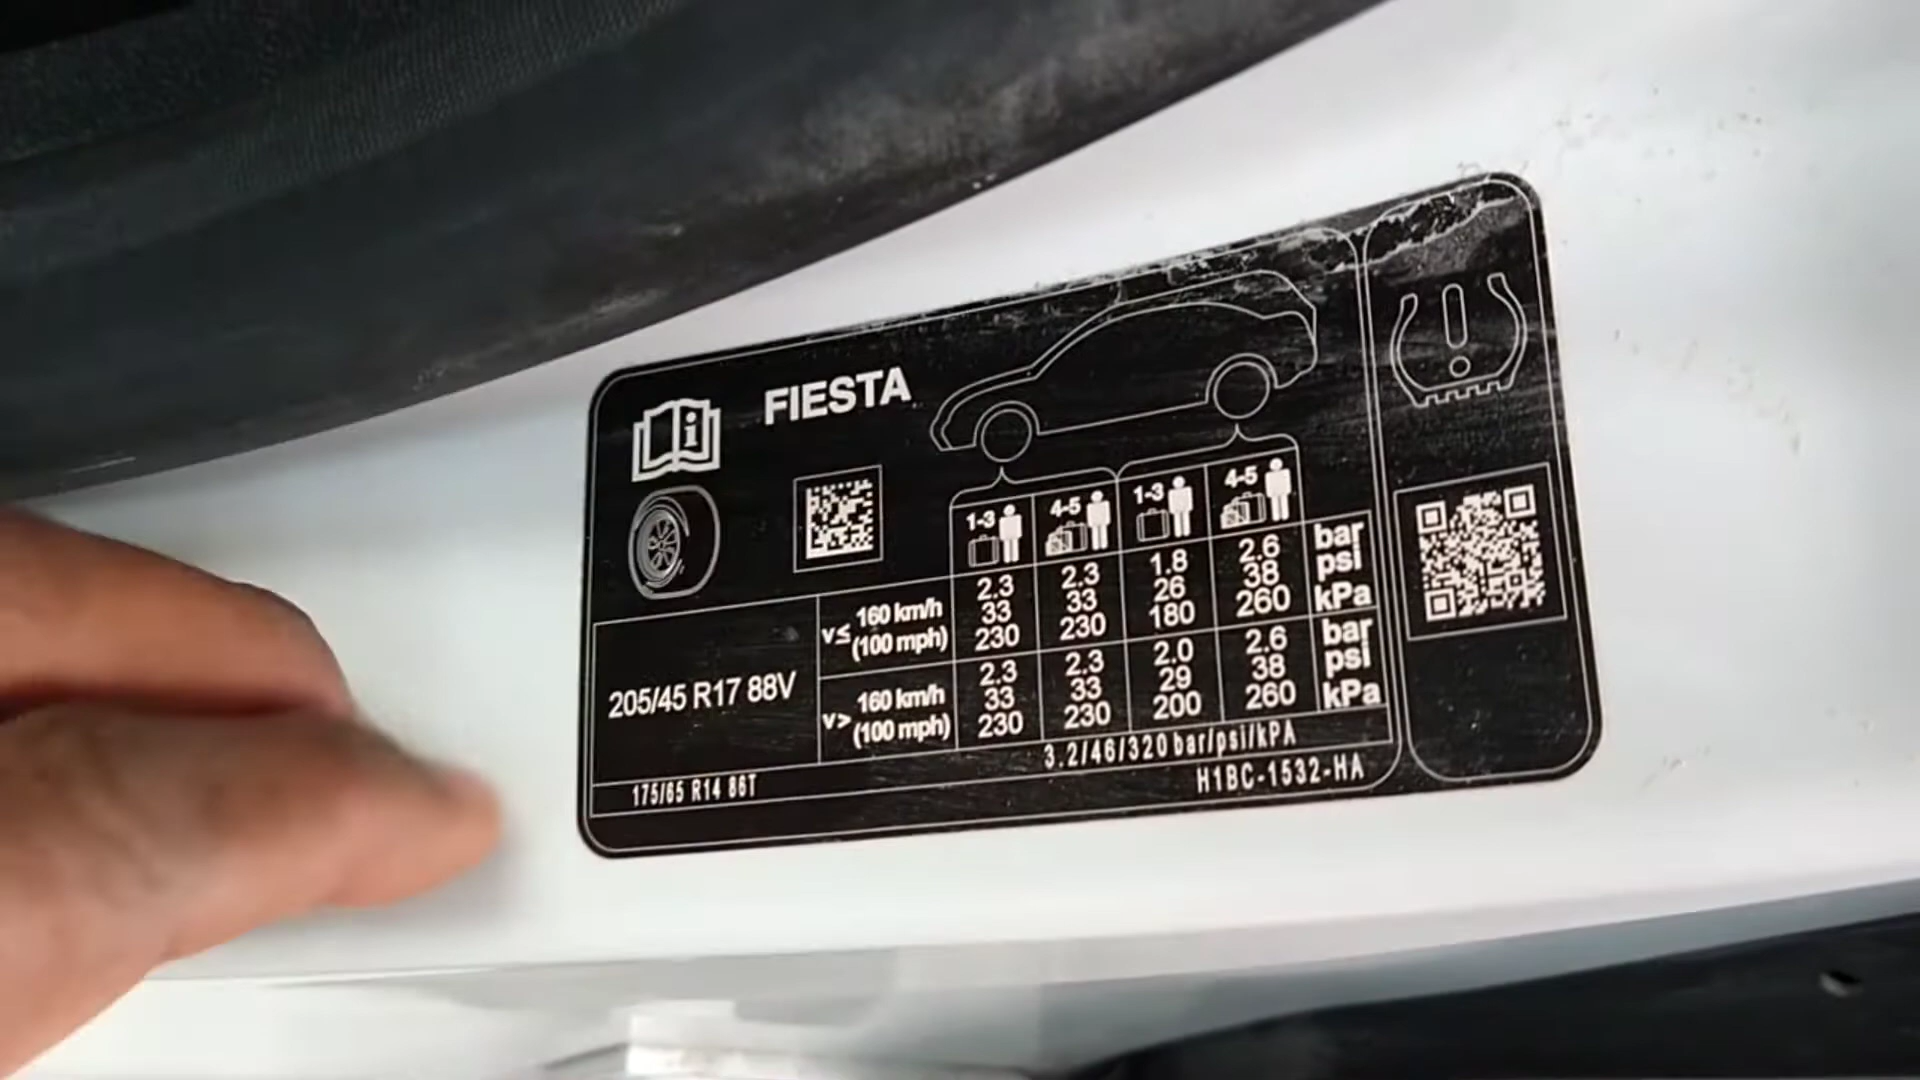 FIESTA
1-3 4-5 1-3 4-5
2.3 2.3 1.8 2.6 bar
v≤ 160 km/h 33 33 26 38 psi
(100 mph) 230 230 180 260 kPa
205/45 R17 88V
2.3 2.3 2.0 2.6 bar
v> 160 km/h 33 33 29 38 psi
(100 mph) 230 230 200 260 kPa
175/65 R14 86T 3.2/46/320 bar/psi/kPA
H1BC-1532-HA